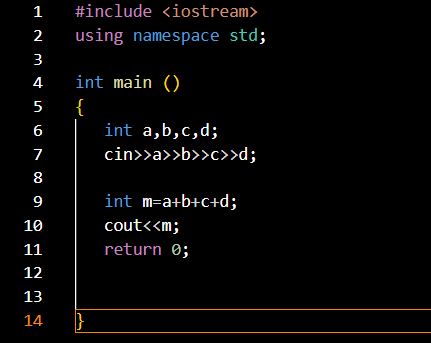 1 #include <iostream>
2 using namespace std;
3
4 int main ()
5 {
6 int a,b,c,d;
7 cin>>a>>b>>c>>d;
8
9 int m=a+b+c+d;
10 cout<<m;
11 return 0;
12
13
14 }